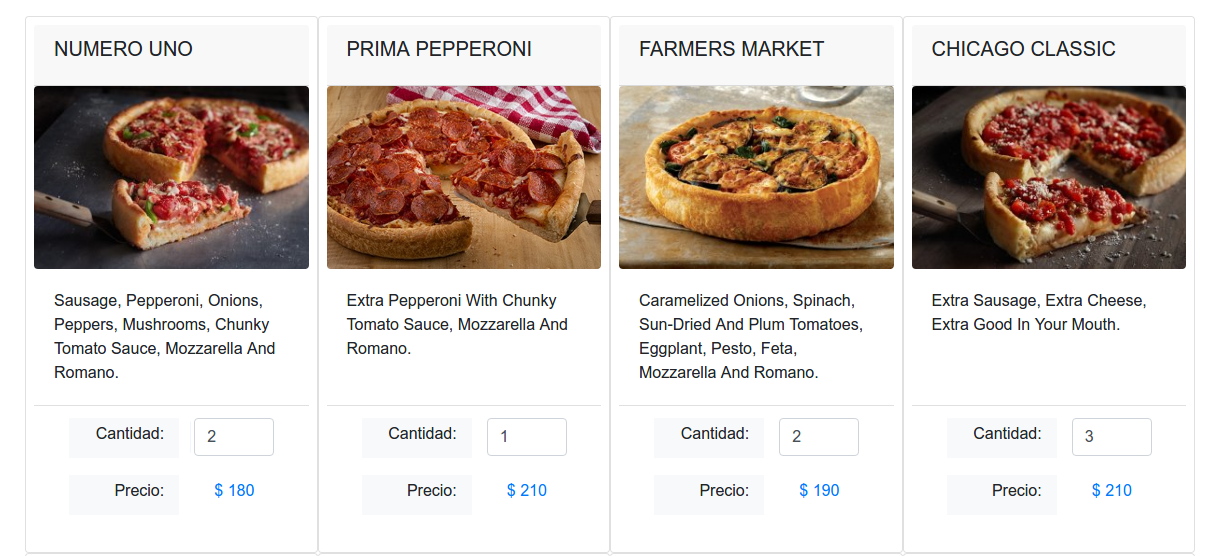 NUMERO UNO
Sausage, Pepperoni, Onions,
Peppers, Mushrooms, Chunky
Tomato Sauce, Mozzarella And
Romano.
Cantidad: 2
Precio: $ 180
PRIMA PEPPERONI
Extra Pepperoni With Chunky
Tomato Sauce, Mozzarella And
Romano.
Cantidad: 1
Precio: $ 210
FARMERS MARKET
Caramelized Onions, Spinach,
Sun-Dried And Plum Tomatoes,
Eggplant, Pesto, Feta,
Mozzarella And Romano.
Cantidad: 2
Precio: $ 190
CHICAGO CLASSIC
Extra Sausage, Extra Cheese,
Extra Good In Your Mouth.
Cantidad: 3
Precio: $ 210